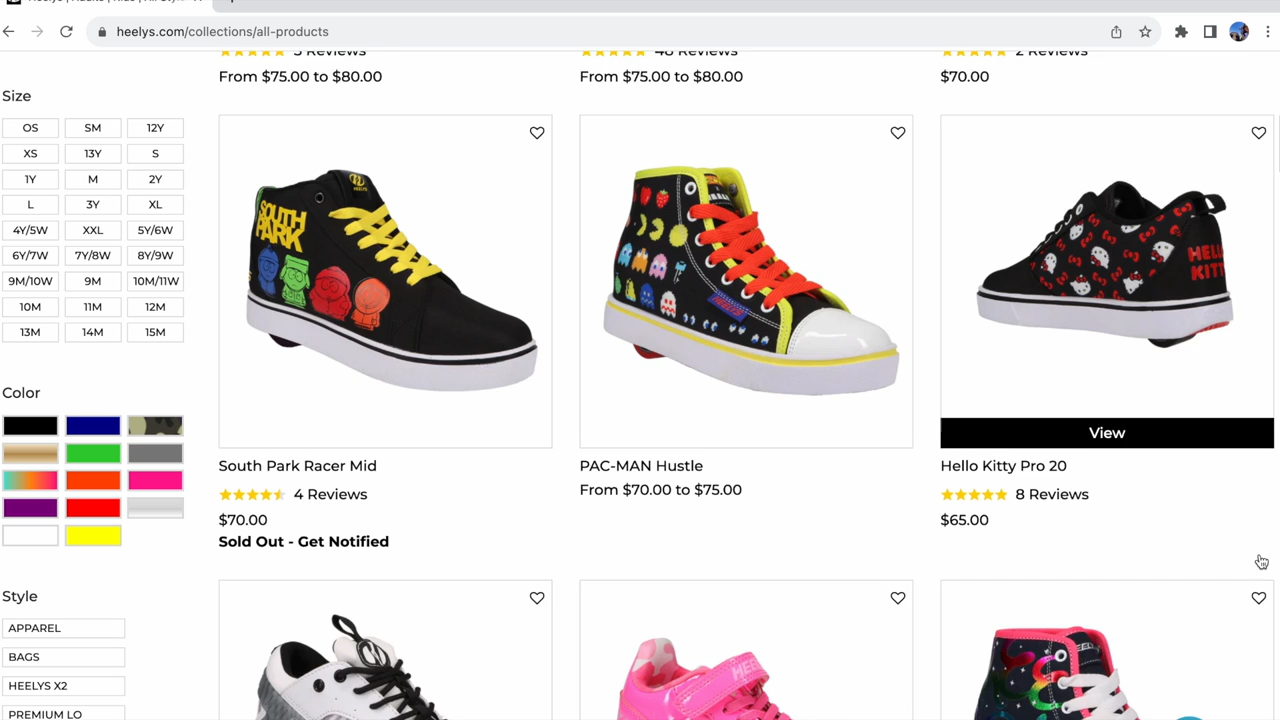 heelys.com/collections/all-products
5 Reviews
48 Reviews
2 Reviews
From $75.00 to $80.00
From $75.00 to $80.00
$70.00
Size
OS
SM
12Y
XS
13Y
S
1Y
M
2Y
L
3Y
XL
4Y/5W
XXL
5Y/6W
6Y/7W
7Y/8W
8Y/9W
9M/10W
9M
10M/11W
10M
11M
12M
13M
14M
15M
Color
Style
APPAREL
BAGS
HEELYS X2
PREMIUM LO
HEELYS
SOUTH
PARK
HELLO
KITTY
View
South Park Racer Mid
4 Reviews
$70.00
Sold Out - Get Notified
PAC-MAN Hustle
From $70.00 to $75.00
Hello Kitty Pro 20
8 Reviews
$65.00
HEELYS